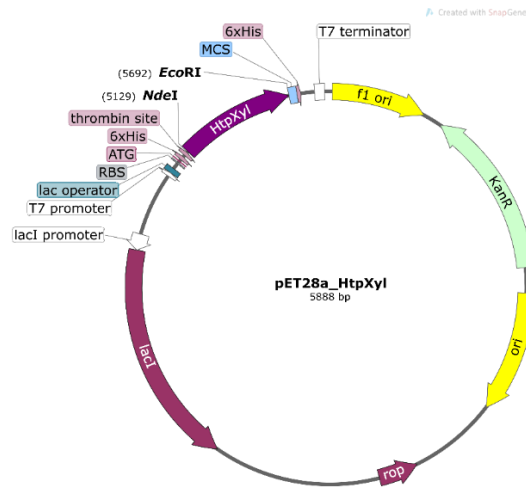 Created with SnapGene
6xHis
T7 terminator
MCS
(5692) EcoRI
(5129) NdeI
thrombin site
6xHis
ATG
RBS
lac operator
T7 promoter
lacI promoter
HtpXyl
f1 ori
KanR
pET28a_HtpXyl
5888 bp
ori
lacI
rop